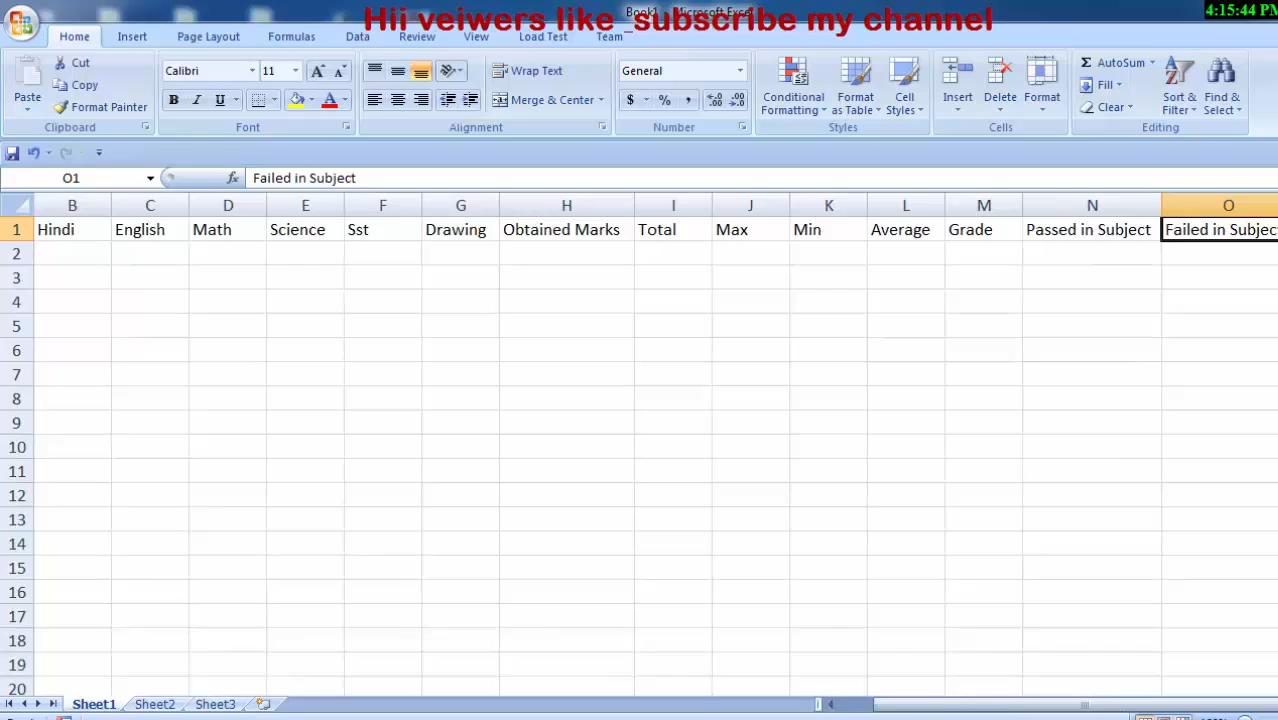 Book1 - Microsoft Excel
Hii veiwers like subscribe my channel
4:15:44 PM
Home Insert Page Layout Formulas Data Review View Load Test Team
Cut
Copy
Format Painter
Paste
Clipboard
Calibri 11
B I U
Font
Wrap Text
Merge & Center
Alignment
General
$ % ,
Number
Conditional Formatting
Format as Table
Cell Styles
Styles
Insert Delete Format
Cells
AutoSum
Fill
Clear
Sort & Filter
Find & Select
Editing
O1 fx Failed in Subject
B C D E F G H I J K L M N O
1 Hindi English Math Science Sst Drawing Obtained Marks Total Max Min Average Grade Passed in Subject Failed in Subjec
2
3
4
5
6
7
8
9
10
11
12
13
14
15
16
17
18
19
20
Sheet1 Sheet2 Sheet3